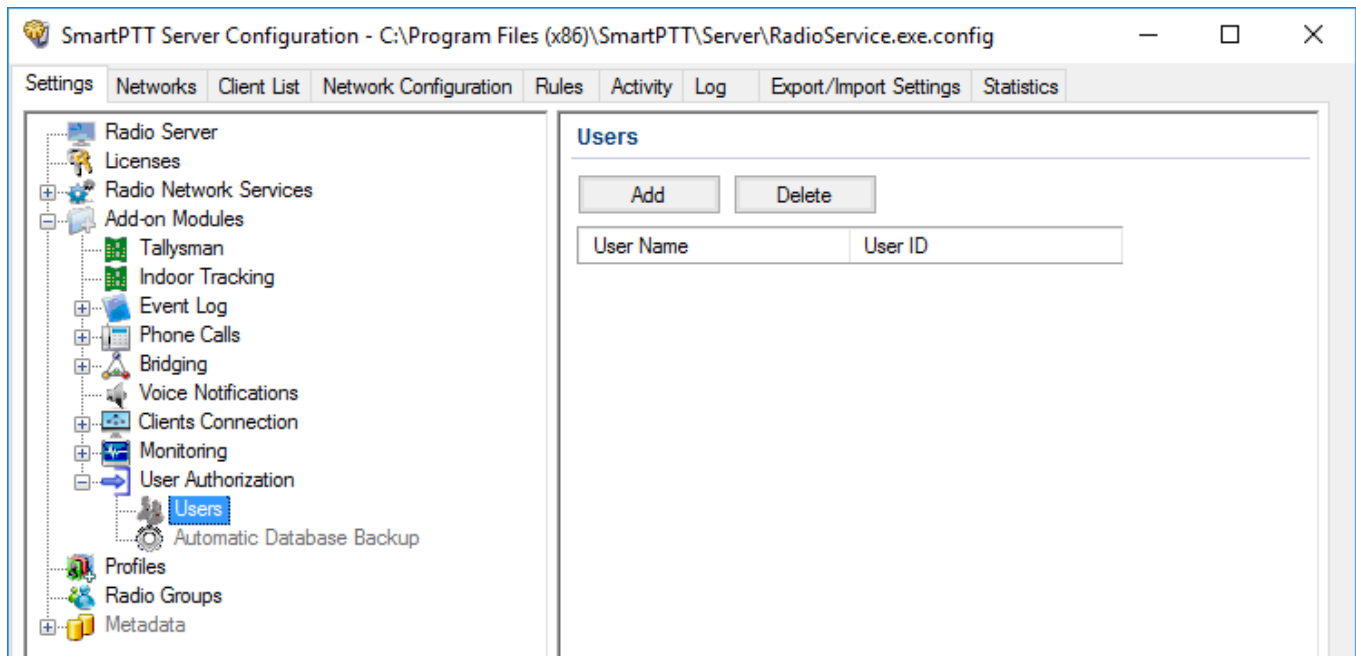 SmartPTT Server Configuration - C:\Program Files (x86)\SmartPTT\Server\RadioService.exe.config
Settings Networks Client List Network Configuration Rules Activity Log Export/Import Settings Statistics
Radio Server
Licenses
Radio Network Services
Add-on Modules
Tallysman
Indoor Tracking
Event Log
Phone Calls
Bridging
Voice Notifications
Clients Connection
Monitoring
User Authorization
Users
Automatic Database Backup
Profiles
Radio Groups
Metadata
Users
Add Delete
User Name User ID